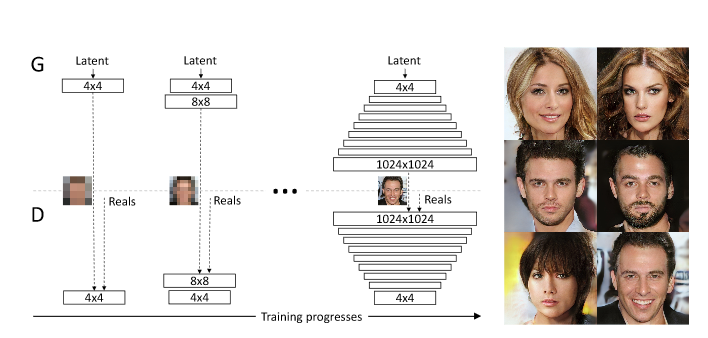 G
Latent
Latent
Latent
4x4
4x4
4x4
8x8
1024x1024
Reals
Reals
Reals
D
1024x1024
8x8
4x4
4x4
4x4
Training progresses